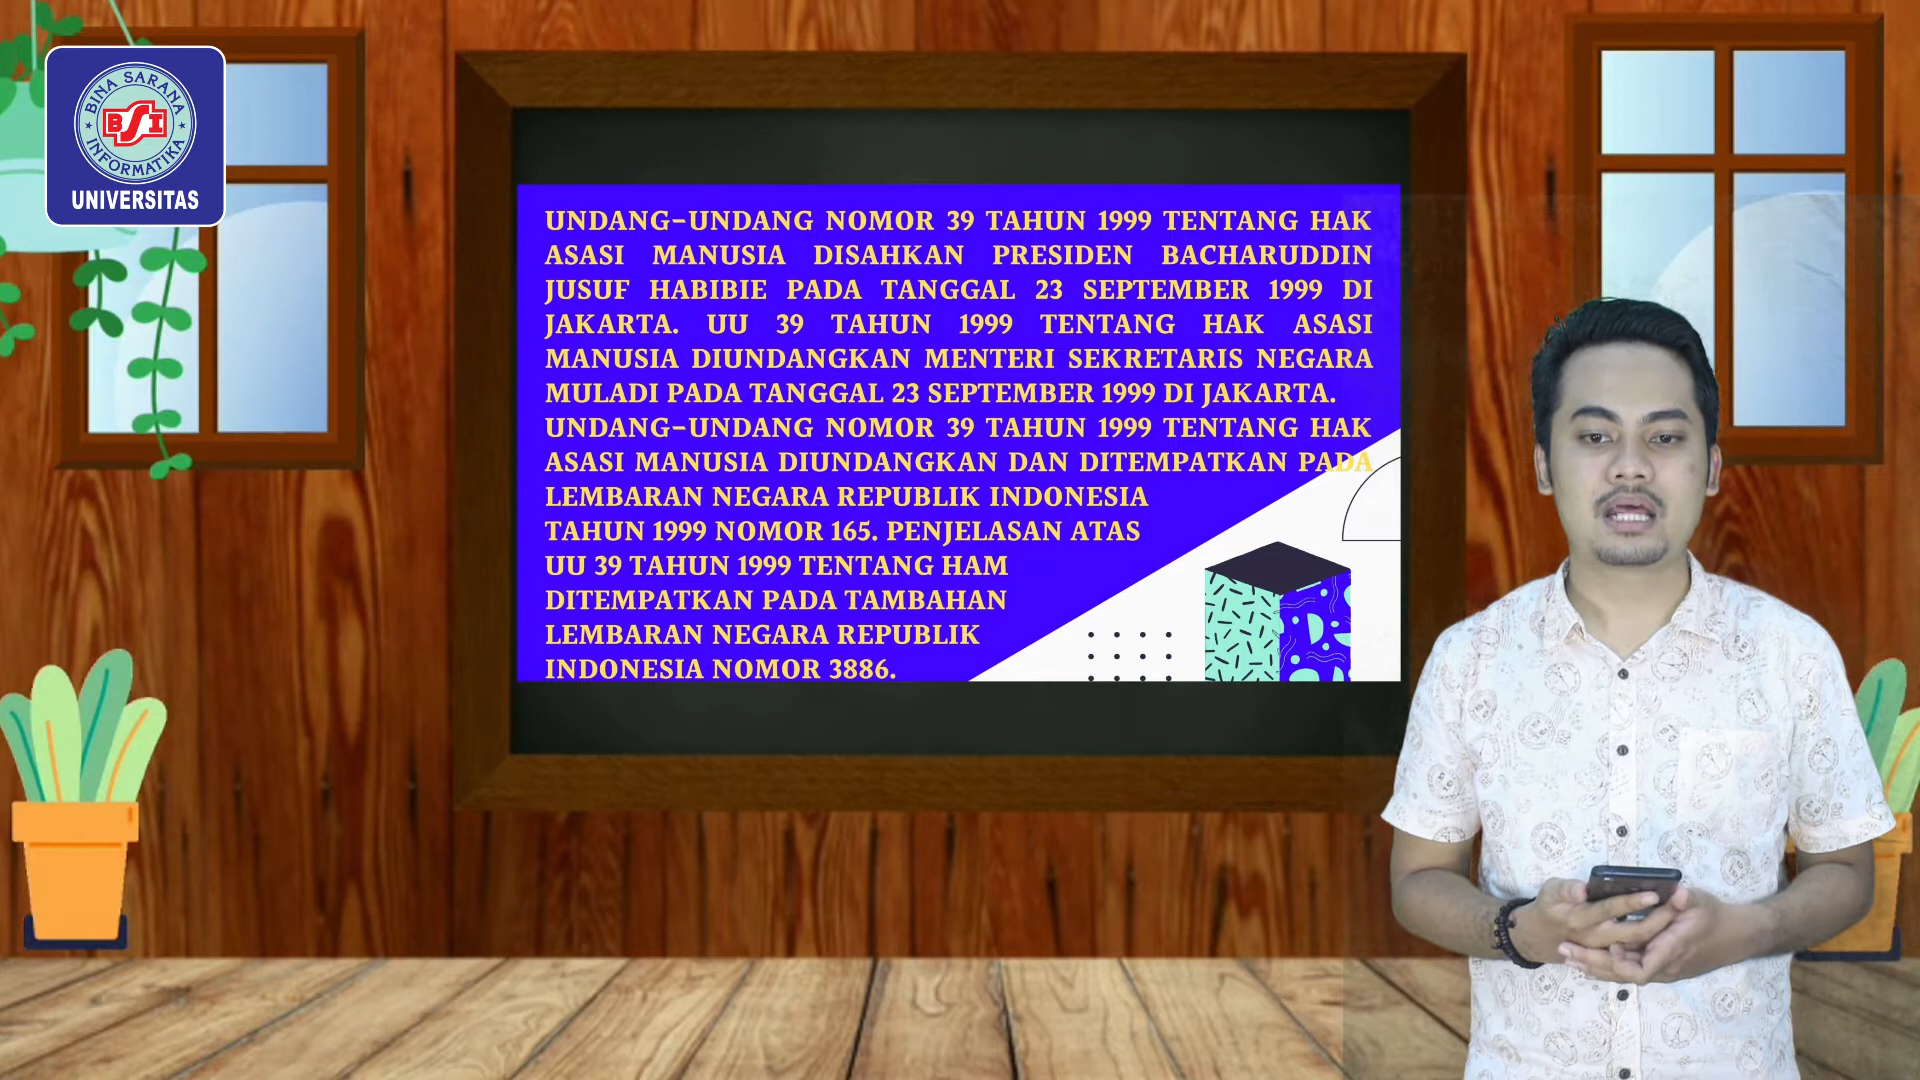 BINA SARANA
BSI
INFORMATIKA
UNIVERSITAS
UNDANG-UNDANG NOMOR 39 TAHUN 1999 TENTANG HAK
ASASI MANUSIA DISAHKAN PRESIDEN BACHARUDDIN
JUSUF HABIBIE PADA TANGGAL 23 SEPTEMBER 1999 DI
JAKARTA. UU 39 TAHUN 1999 TENTANG HAK ASASI
MANUSIA DIUNDANGKAN MENTERI SEKRETARIS NEGARA
MULADI PADA TANGGAL 23 SEPTEMBER 1999 DI JAKARTA.
UNDANG-UNDANG NOMOR 39 TAHUN 1999 TENTANG HAK
ASASI MANUSIA DIUNDANGKAN DAN DITEMPATKAN PADA
LEMBARAN NEGARA REPUBLIK INDONESIA
TAHUN 1999 NOMOR 165. PENJELASAN ATAS
UU 39 TAHUN 1999 TENTANG HAM
DITEMPATKAN PADA TAMBAHAN
LEMBARAN NEGARA REPUBLIK
INDONESIA NOMOR 3886.